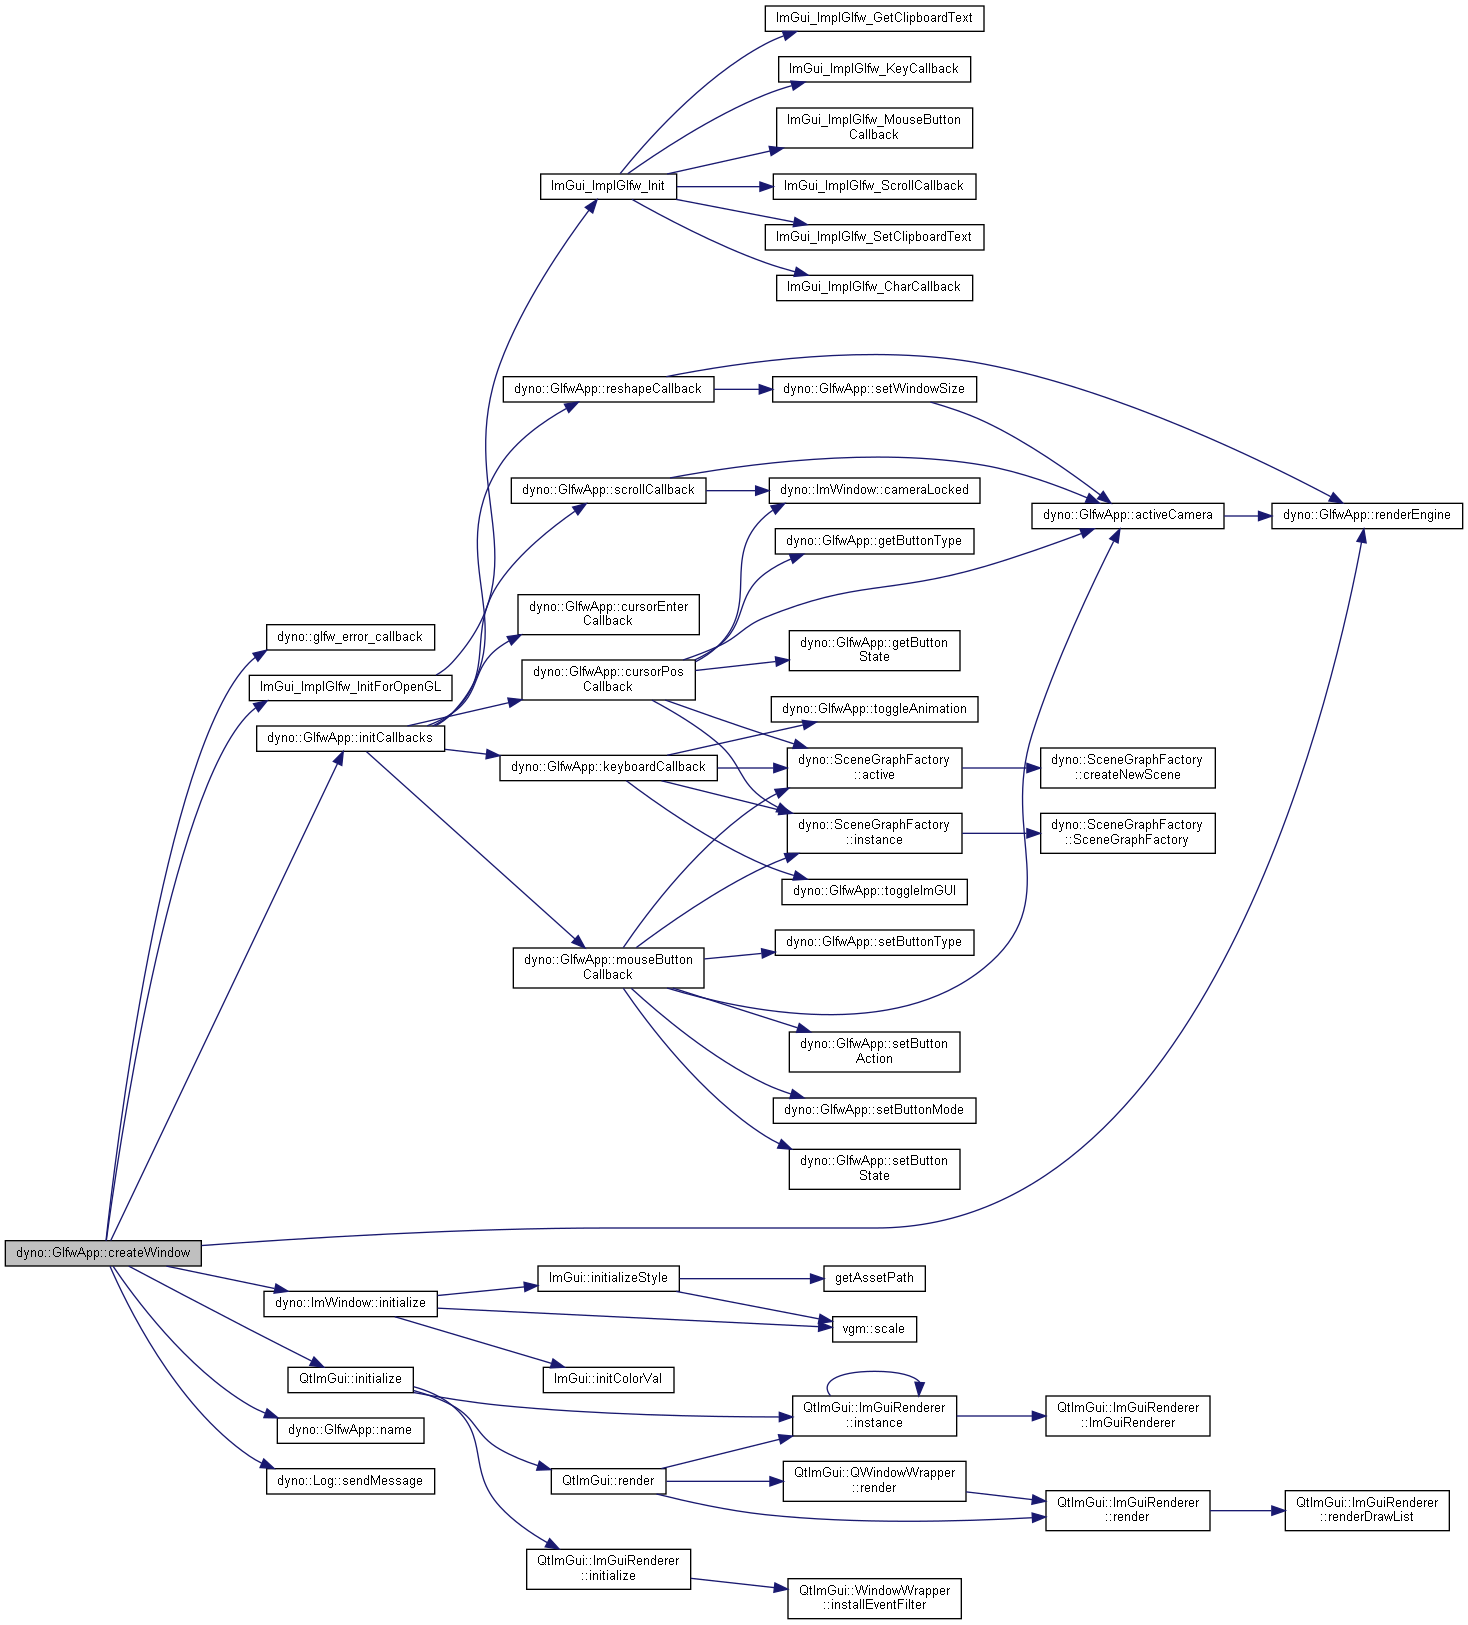 ImGui_ImplGlfw_GetClipboardText
ImGui_ImplGlfw_KeyCallback
ImGui_ImplGlfw_MouseButton
Callback
ImGui_ImplGlfw_Init
ImGui_ImplGlfw_ScrollCallback
ImGui_ImplGlfw_SetClipboardText
ImGui_ImplGlfw_CharCallback
dyno::GlfwApp::reshapeCallback
dyno::GlfwApp::setWindowSize
dyno::GlfwApp::scrollCallback
dyno::ImWindow::cameraLocked
dyno::GlfwApp::activeCamera
dyno::GlfwApp::renderEngine
dyno::GlfwApp::getButtonType
dyno::GlfwApp::cursorEnter
Callback
dyno::glfw_error_callback
dyno::GlfwApp::getButton
State
dyno::GlfwApp::cursorPos
Callback
ImGui_ImplGlfw_InitForOpenGL
dyno::GlfwApp::toggleAnimation
dyno::GlfwApp::initCallbacks
dyno::GlfwApp::keyboardCallback
dyno::SceneGraphFactory
::active
dyno::SceneGraphFactory
::createNewScene
dyno::SceneGraphFactory
::instance
dyno::SceneGraphFactory
::SceneGraphFactory
dyno::GlfwApp::toggleImGUI
dyno::GlfwApp::setButtonType
dyno::GlfwApp::mouseButton
Callback
dyno::GlfwApp::setButton
Action
dyno::GlfwApp::setButtonMode
dyno::GlfwApp::setButton
State
dyno::GlfwApp::createWindow
ImGui::initializeStyle
getAssetPath
dyno::ImWindow::initialize
vgm::scale
QtImGui::initialize
ImGui::initColorVal
QtImGui::ImGuiRenderer
::instance
QtImGui::ImGuiRenderer
::ImGuiRenderer
dyno::GlfwApp::name
dyno::Log::sendMessage
QtImGui::render
QtImGui::QWindowWrapper
::render
QtImGui::ImGuiRenderer
::render
QtImGui::ImGuiRenderer
::renderDrawList
QtImGui::ImGuiRenderer
::initialize
QtImGui::WindowWrapper
::installEventFilter